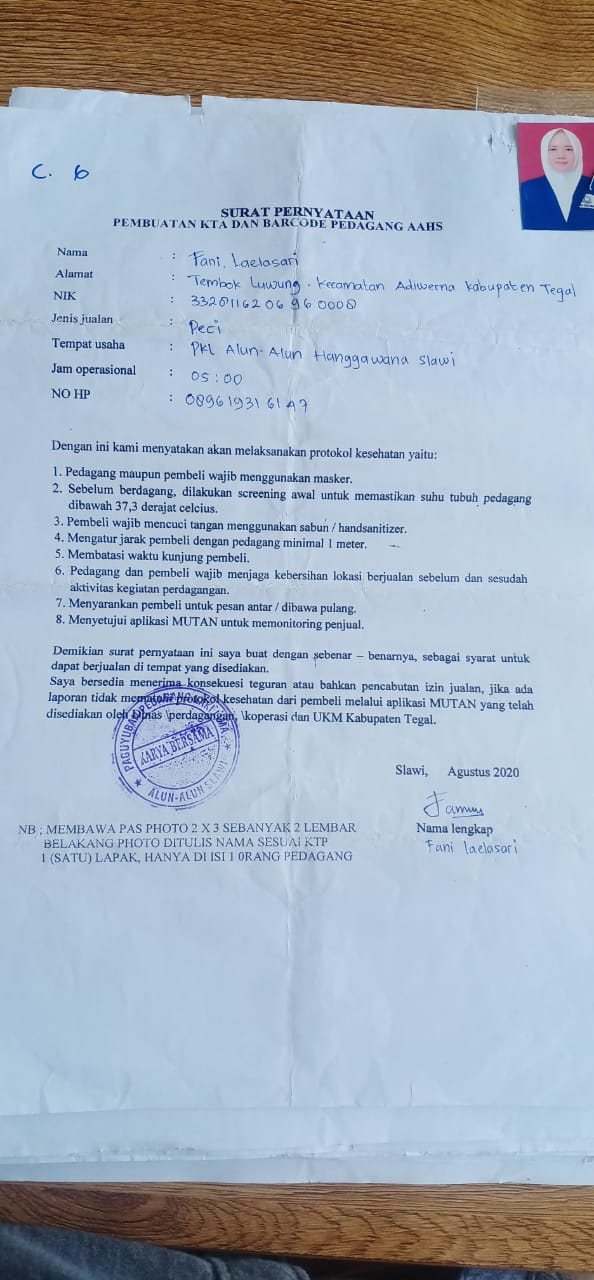 C. 6
SURAT PERNYATAAN
PEMBUATAN KTA DAN BARCODE PEDAGANG AAHS
Nama : Fani. Laelasari
Alamat : Tembok Luwung. Kecamatan Adiwerna Kabupaten Tegal
NIK : 3328116206960008
Jenis jualan : Peci
Tempat usaha : PKL Alun-Alun Hanggawana Slawi
Jam operasional : 05:00
NO HP : 089619316147
Dengan ini kami menyatakan akan melaksanakan protokol kesehatan yaitu:
1. Pedagang maupun pembeli wajib menggunakan masker.
2. Sebelum berdagang, dilakukan screening awal untuk memastikan suhu tubuh pedagang
dibawah 37,3 derajat celcius.
3. Pembeli wajib mencuci tangan menggunakan sabun / handsanitizer.
4. Mengatur jarak pembeli dengan pedagang minimal 1 meter.
5. Membatasi waktu kunjung pembeli.
6. Pedagang dan pembeli wajib menjaga kebersihan lokasi berjualan sebelum dan sesudah
aktivitas kegiatan perdagangan.
7. Menyarankan pembeli untuk pesan antar / dibawa pulang.
8. Menyetujui aplikasi MUTAN untuk memonitoring penjual.
Demikian surat pernyataan ini saya buat dengan sebenar – benarnya, sebagai syarat untuk
dapat berjualan di tempat yang disediakan.
Saya bersedia menerima konsekuesi teguran atau bahkan pencabutan izin jualan, jika ada
laporan tidak mematuhi protokol kesehatan dari pembeli melalui aplikasi MUTAN yang telah
disediakan oleh Dinas \perdagangan, \koperasi dan UKM Kabupaten Tegal.
KARYA BERSAMA
ALUN-ALUN SLAWI
Slawi, Agustus 2020
Nama lengkap
Fani laelasari
NB ; MEMBAWA PAS PHOTO 2 X 3 SEBANYAK 2 LEMBAR
BELAKANG PHOTO DITULIS NAMA SESUAI KTP
1 (SATU) LAPAK, HANYA DI ISI 1 0RANG PEDAGANG